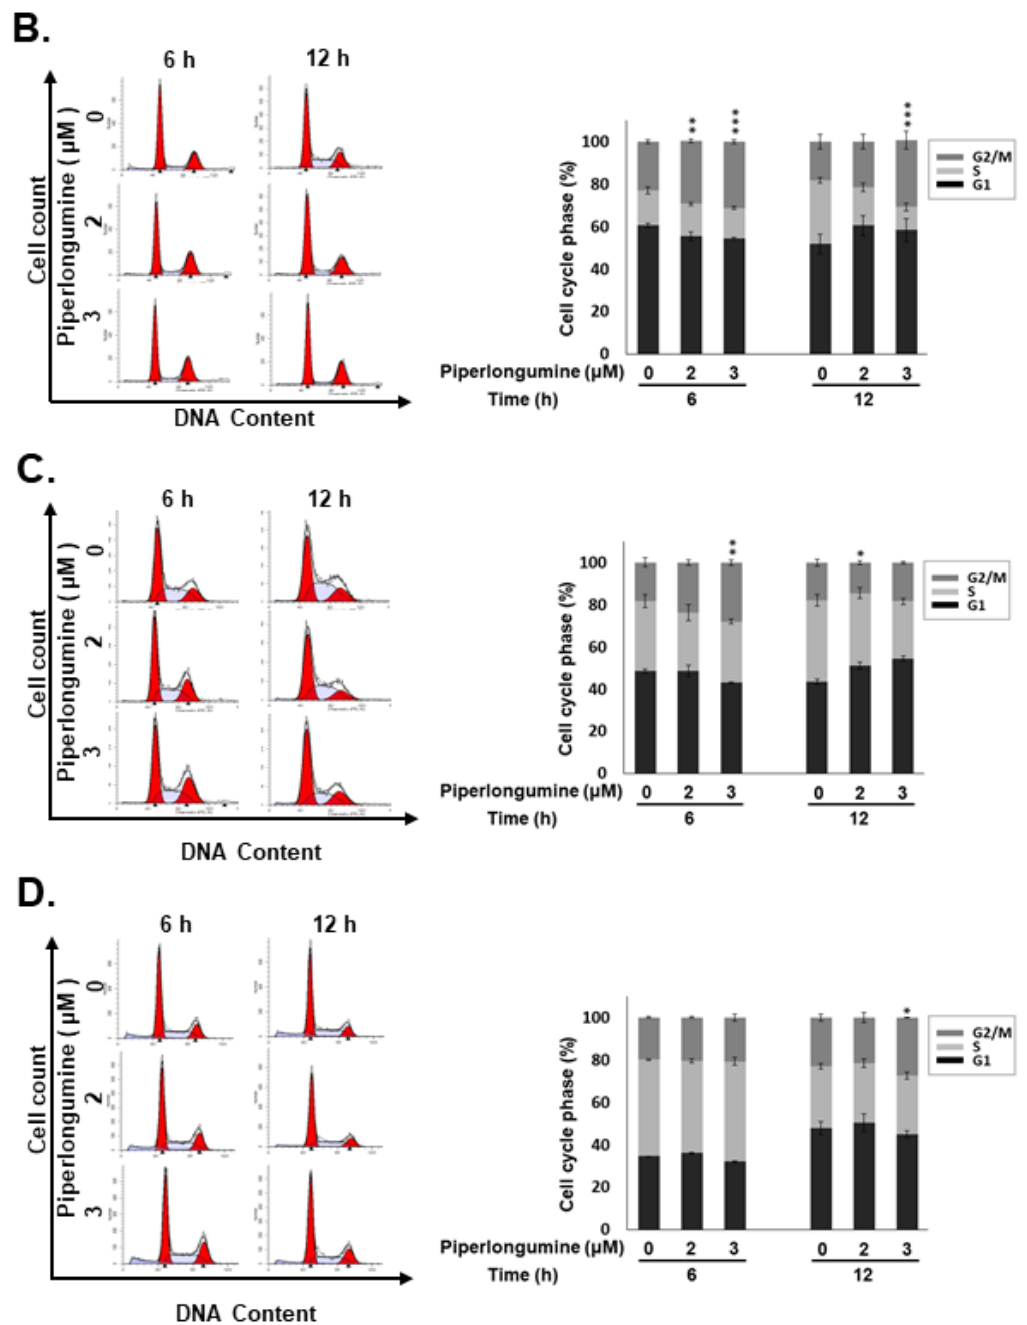 B.
6 h
12 h
Cell count
Piperlongumine ( µM )
0
2
3
DNA Content
Cell cycle phase (%)
100
80
60
40
20
0
**
***
***
G2/M
S
G1
Piperlongumine (µM) 0 2 3 0 2 3
Time (h) 6 12
C.
6 h
12 h
Cell count
Piperlongumine ( µM )
0
2
3
DNA Content
Cell cycle phase (%)
100
80
60
40
20
0
**
*
G2/M
S
G1
Piperlongumine (µM) 0 2 3 0 2 3
Time (h) 6 12
D.
6 h
12 h
Cell count
Piperlongumine ( µM )
0
2
3
DNA Content
Cell cycle phase (%)
100
80
60
40
20
0
*
G2/M
S
G1
Piperlongumine (µM) 0 2 3 0 2 3
Time (h) 6 12